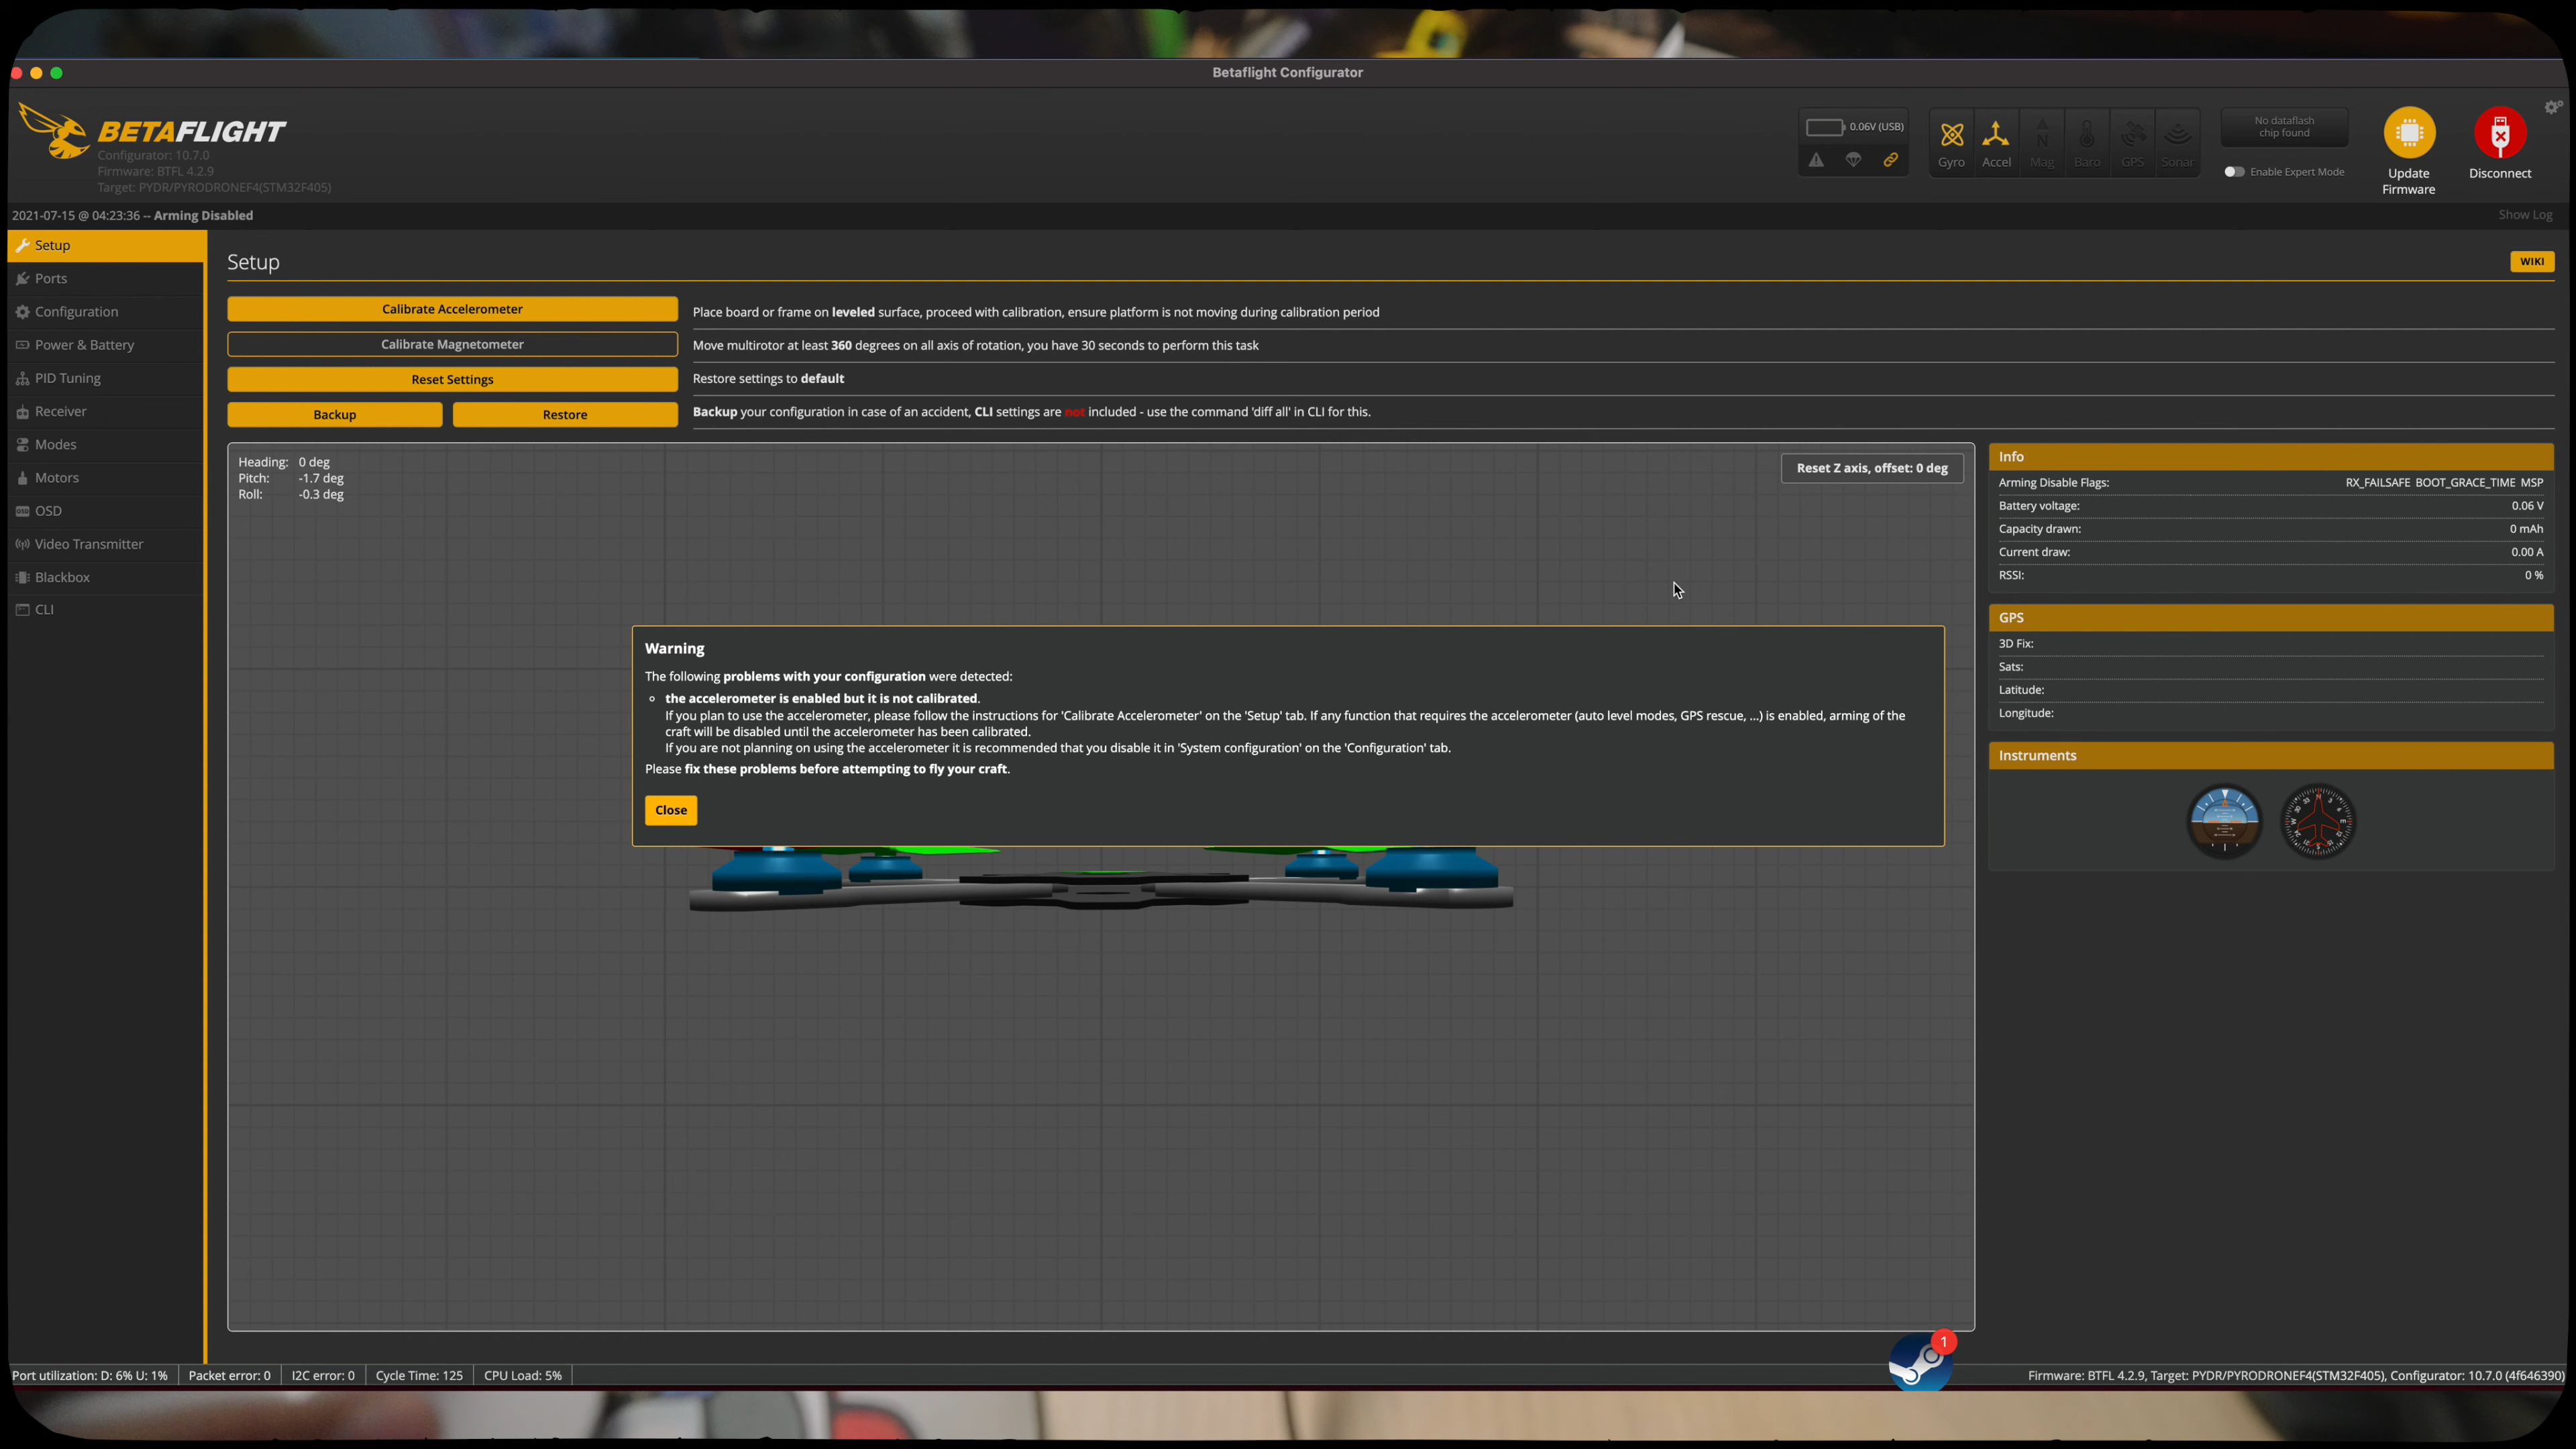 Betaflight Configurator
BETAFLIGHT
Configurator: 10.7.0
Firmware: BTFL 4.2.9
Target: PYDR/PYRODRONEF4(STM32F405)
0.06V (USB)
Gyro
Accel
Mag
Baro
GPS
Sonar
No dataflash
chip found
Enable Expert Mode
Update
Firmware
Disconnect
2021-07-15 @ 04:23:36 -- Arming Disabled
Show Log
Setup
Ports
Configuration
Power & Battery
PID Tuning
Receiver
Modes
Motors
OSD
Video Transmitter
Blackbox
CLI
Setup
WIKI
Calibrate Accelerometer
Place board or frame on leveled surface, proceed with calibration, ensure platform is not moving during calibration period
Calibrate Magnetometer
Move multirotor at least 360 degrees on all axis of rotation, you have 30 seconds to perform this task
Reset Settings
Restore settings to default
Backup
Restore
Backup your configuration in case of an accident, CLI settings are not included - use the command 'diff all' in CLI for this.
Heading: 0 deg
Pitch: -1.7 deg
Roll: -0.3 deg
Reset Z axis, offset: 0 deg
Warning
The following problems with your configuration were detected:
the accelerometer is enabled but it is not calibrated.
If you plan to use the accelerometer, please follow the instructions for 'Calibrate Accelerometer' on the 'Setup' tab. If any function that requires the accelerometer (auto level modes, GPS rescue, ...) is enabled, arming of the
craft will be disabled until the accelerometer has been calibrated.
If you are not planning on using the accelerometer it is recommended that you disable it in 'System configuration' on the 'Configuration' tab.
Please fix these problems before attempting to fly your craft.
Close
Info
Arming Disable Flags: RX_FAILSAFE BOOT_GRACE_TIME MSP
Battery voltage: 0.06 V
Capacity drawn: 0 mAh
Current draw: 0.00 A
RSSI: 0 %
GPS
3D Fix:
Sats:
Latitude:
Longitude:
Instruments
1
Port utilization: D: 6% U: 1%
Packet error: 0
I2C error: 0
Cycle Time: 125
CPU Load: 5%
Firmware: BTFL 4.2.9, Target: PYDR/PYRODRONEF4(STM32F405), Configurator: 10.7.0 (4f646390)